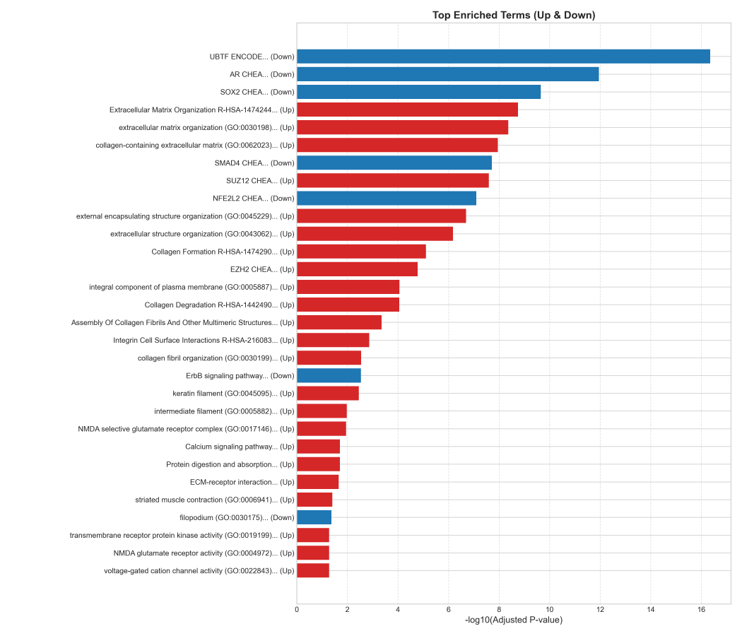 Top Enriched Terms (Up & Down)
UBTF ENCODE... (Down)
AR CHEA... (Down)
SOX2 CHEA... (Down)
Extracellular Matrix Organization R-HSA-1474244... (Up)
extracellular matrix organization (GO:0030198)... (Up)
collagen-containing extracellular matrix (GO:0062023)... (Up)
SMAD4 CHEA... (Down)
SUZ12 CHEA... (Up)
NFE2L2 CHEA... (Down)
external encapsulating structure organization (GO:0045229)... (Up)
extracellular structure organization (GO:0043062)... (Up)
Collagen Formation R-HSA-1474290... (Up)
EZH2 CHEA... (Up)
integral component of plasma membrane (GO:0005887)... (Up)
Collagen Degradation R-HSA-1442490... (Up)
Assembly Of Collagen Fibrils And Other Multimeric Structures... (Up)
Integrin Cell Surface Interactions R-HSA-216083... (Up)
collagen fibril organization (GO:0030199)... (Up)
ErbB signaling pathway... (Down)
keratin filament (GO:0045095)... (Up)
intermediate filament (GO:0005882)... (Up)
NMDA selective glutamate receptor complex (GO:0017146)... (Up)
Calcium signaling pathway... (Up)
Protein digestion and absorption... (Up)
ECM-receptor interaction... (Up)
striated muscle contraction (GO:0006941)... (Up)
filopodium (GO:0030175)... (Down)
transmembrane receptor protein kinase activity (GO:0019199)... (Up)
NMDA glutamate receptor activity (GO:0004972)... (Up)
voltage-gated cation channel activity (GO:0022843)... (Up)
0 2 4 6 8 10 12 14 16
-log10(Adjusted P-value)